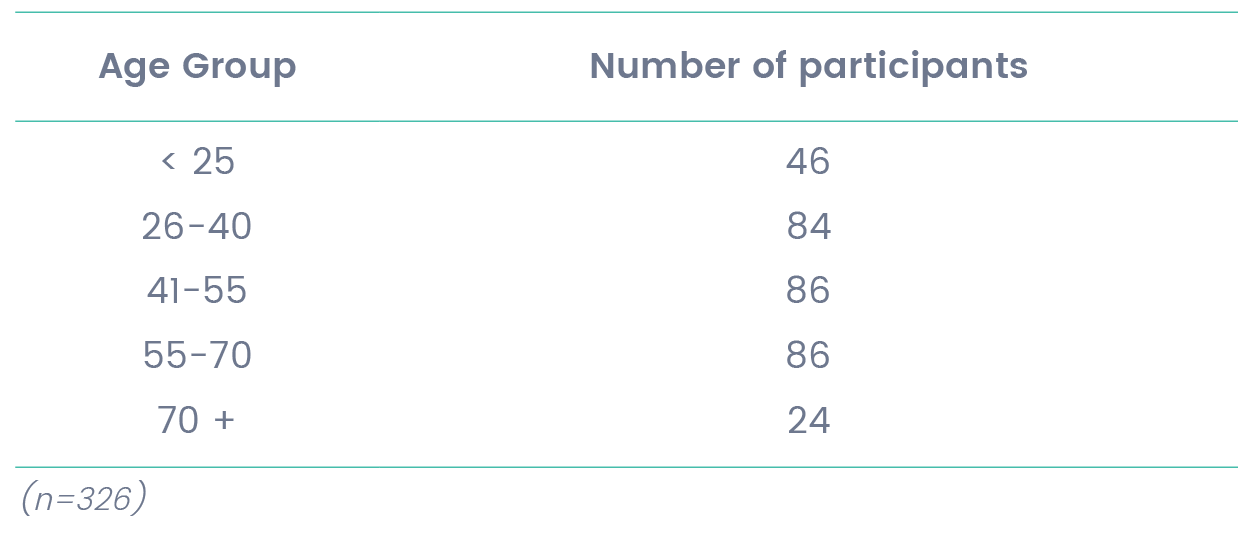 Age Group Number of participants
< 25 46
26-40 84
41-55 86
55-70 86
70 + 24
(n=326)